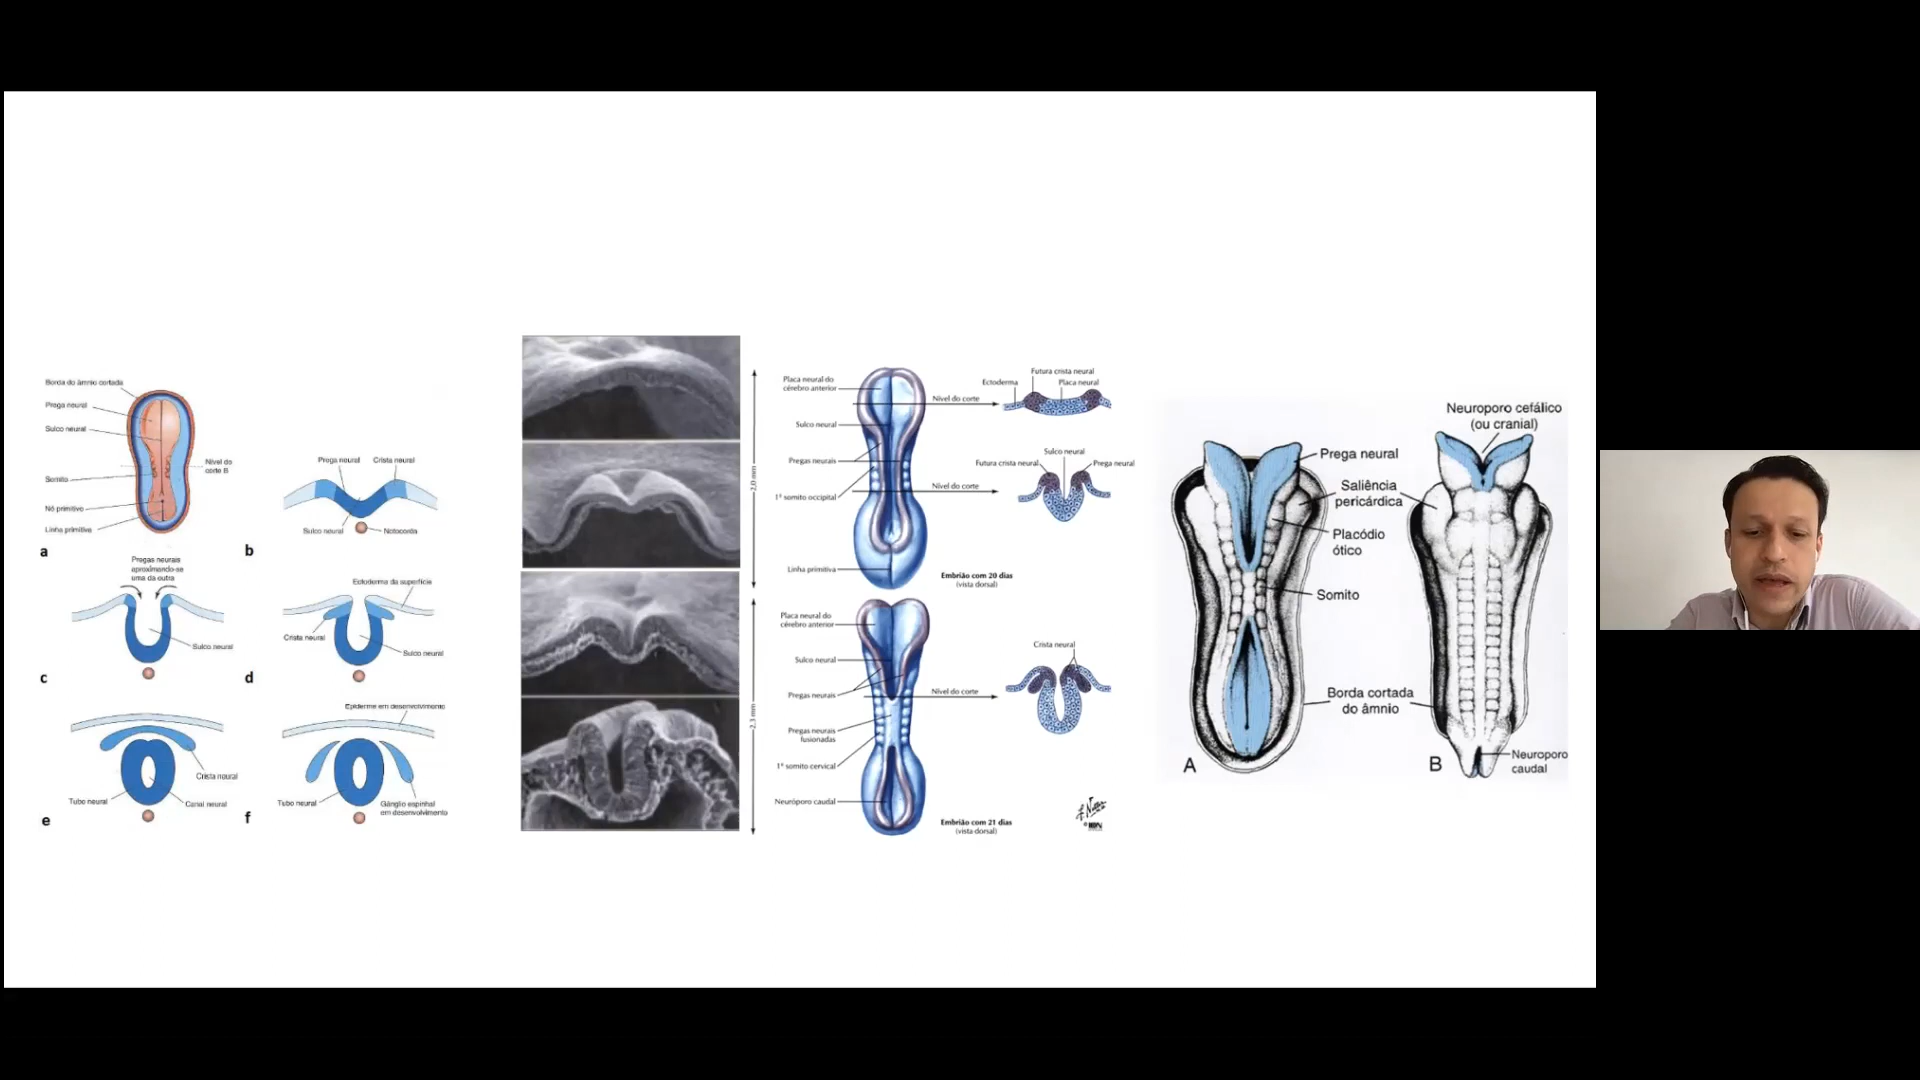 Borda do âmnio cortada
Prega neural
Sulco neural
Somito
Nó primitivo
Linha primitiva
Nível do
corte B
a
Prega neural
Crista neural
Sulco neural
Notocorda
b
Pregas neurais
aproximando-se
uma da outra
Sulco neural
c
Ectoderma da superfície
Crista neural
Sulco neural
d
Crista neural
Tubo neural
Canal neural
e
Epiderme em desenvolvimento
Tubo neural
Gânglio espinhal
em desenvolvimento
f
2,0 mm
Placa neural do
cérebro anterior
Sulco neural
Pregas neurais
1º somito occipital
Linha primitiva
Nível do corte
Nível do corte
Embrião com 20 dias
(vista dorsal)
Futura crista neural
Ectoderma
Placa neural
Sulco neural
Futura crista neural
Prega neural
2,3 mm
Placa neural do
cérebro anterior
Sulco neural
Pregas neurais
Pregas neurais
fusionadas
1º somito cervical
Neuróporo caudal
Nível do corte
Embrião com 21 dias
(vista dorsal)
Crista neural
Neuroporo cefálico
(ou cranial)
Prega neural
Saliência
pericárdica
Placódio
ótico
Somito
Borda cortada
do âmnio
Neuroporo
caudal
A
B